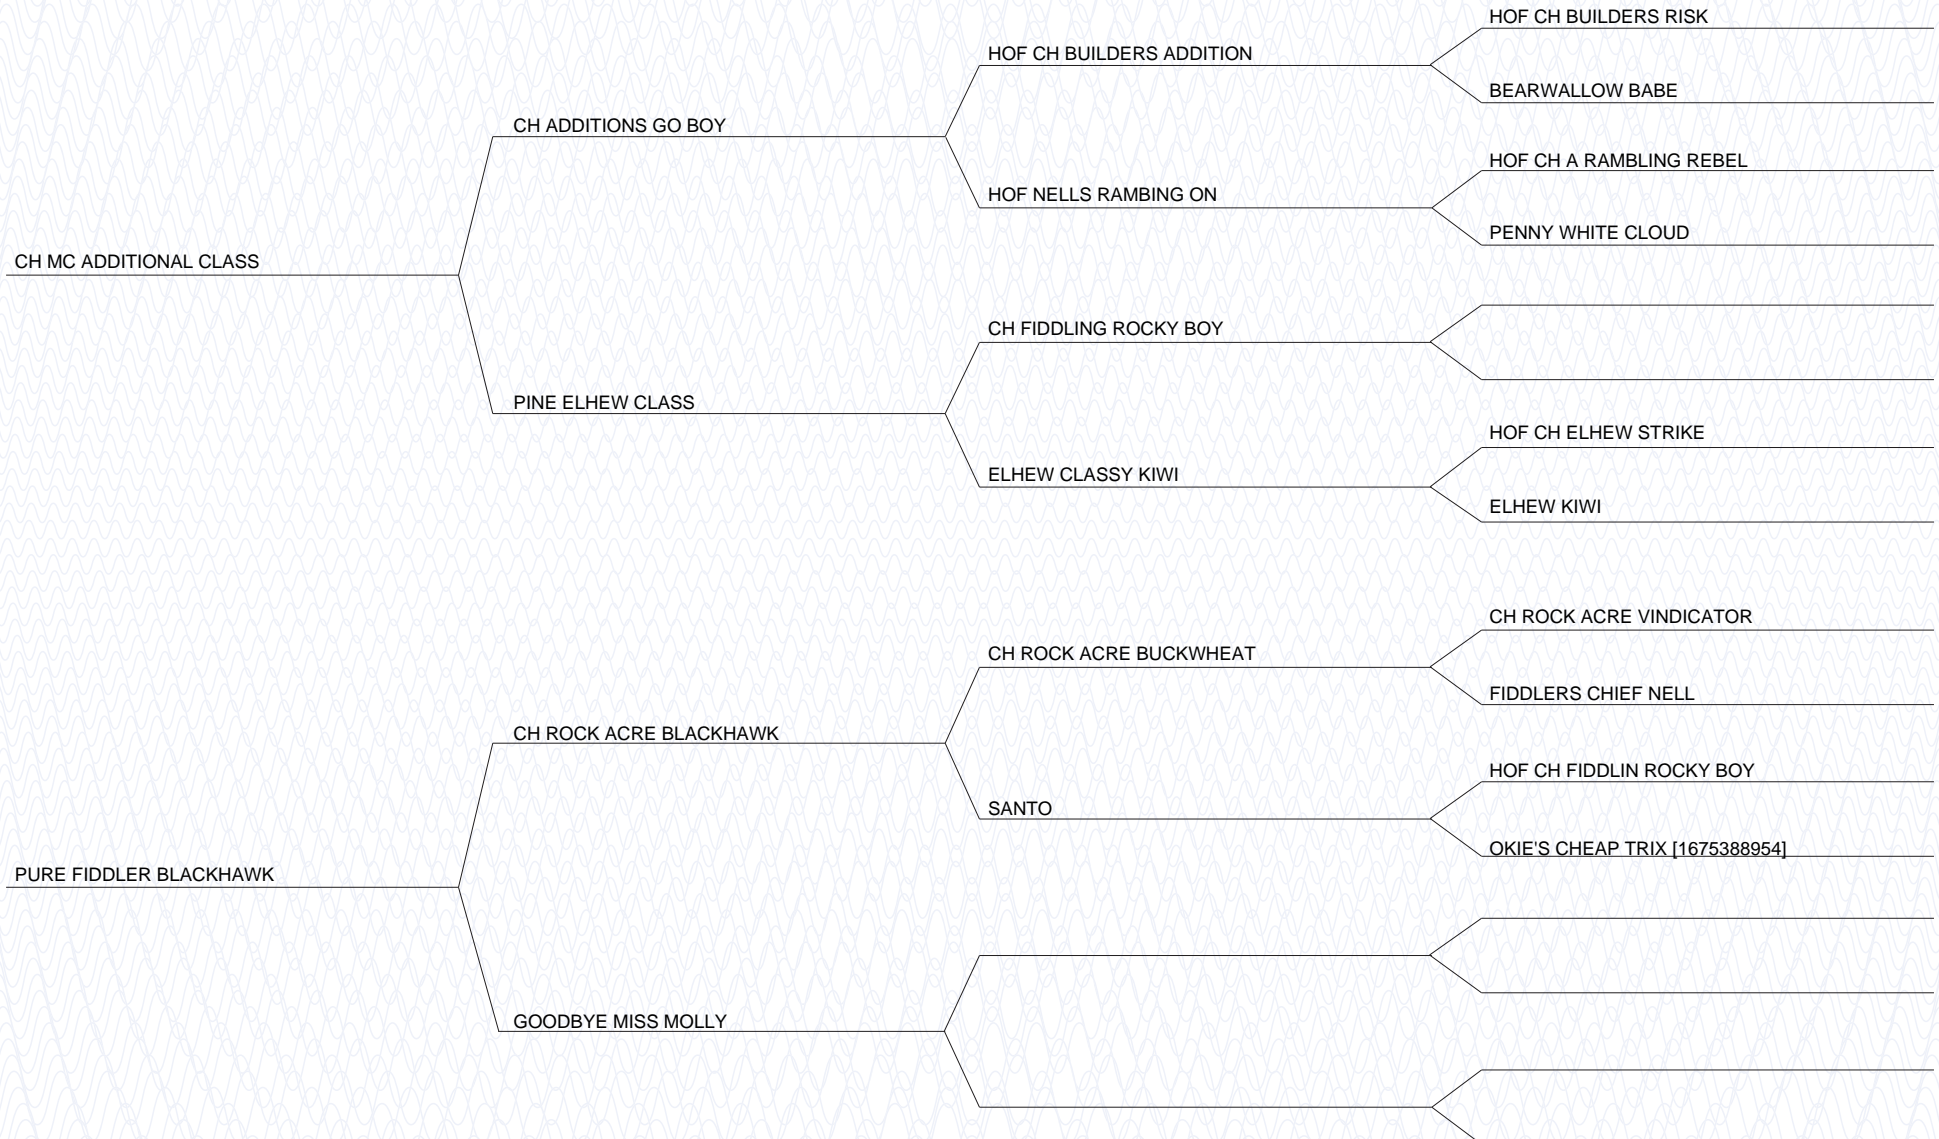 HOF CH BUILDERS RISK
HOF CH BUILDERS ADDITION
BEARWALLOW BABE
CH ADDITIONS GO BOY
HOF CH A RAMBLING REBEL
HOF NELLS RAMBING ON
PENNY WHITE CLOUD
CH MC ADDITIONAL CLASS
CH FIDDLING ROCKY BOY
PINE ELHEW CLASS
HOF CH ELHEW STRIKE
ELHEW CLASSY KIWI
ELHEW KIWI
CH ROCK ACRE VINDICATOR
CH ROCK ACRE BUCKWHEAT
FIDDLERS CHIEF NELL
CH ROCK ACRE BLACKHAWK
HOF CH FIDDLIN ROCKY BOY
SANTO
OKIE'S CHEAP TRIX [1675388954]
PURE FIDDLER BLACKHAWK
GOODBYE MISS MOLLY